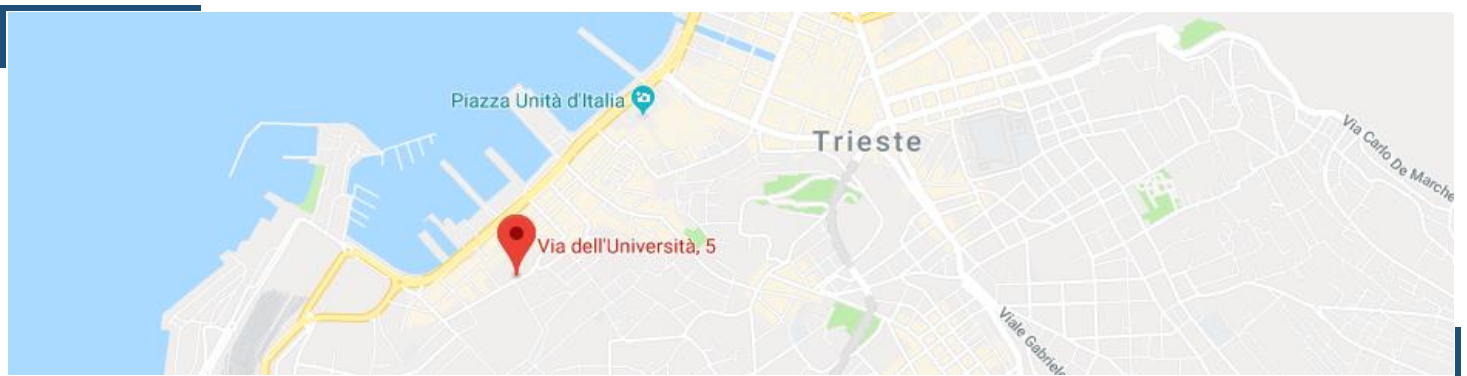 Piazza Unità d'Italia
Trieste
Via Carlo De Marche
Via dell'Università, 5
Viale Gabriele